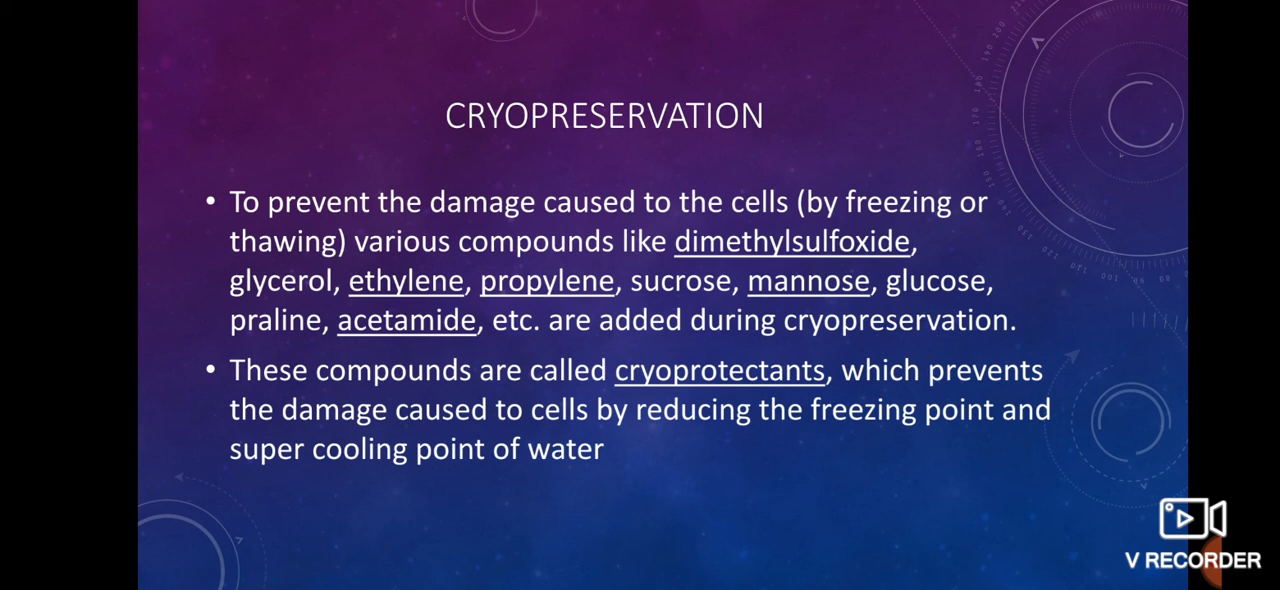 CRYOPRESERVATION
• To prevent the damage caused to the cells (by freezing or
thawing) various compounds like dimethylsulfoxide,
glycerol, ethylene, propylene, sucrose, mannose, glucose,
praline, acetamide, etc. are added during cryopreservation.
• These compounds are called cryoprotectants, which prevents
the damage caused to cells by reducing the freezing point and
super cooling point of water
V RECORDER